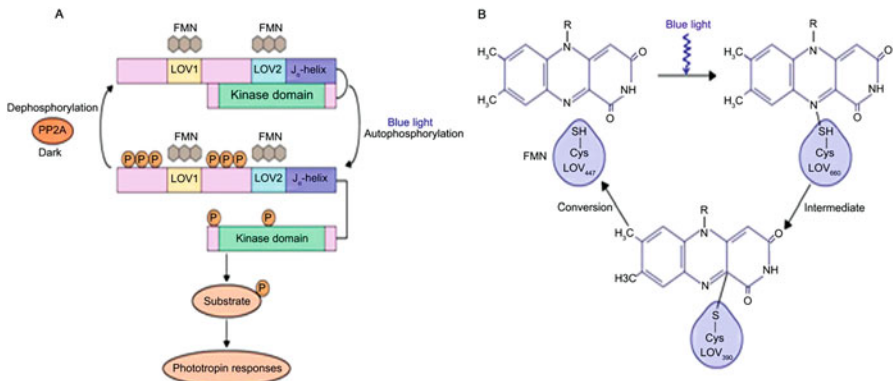 A
FMN
FMN
LOV1
LOV2
Jα-helix
Kinase domain
Dephosphorylation
PP2A
Dark
Blue light
Autophosphorylation
FMN
FMN
P P P
P P P
LOV1
LOV2
Jα-helix
P
P
Kinase domain
Substrate
P
Phototropin responses
B
R
H₃C
H₃C
N
N
O
NH
O
Blue light
R
H₃C
H₃C
N
N
O
NH
O
FMN
SH
Cys
LOV₄₄₇
SH
Cys
LOV₆₆₀
Conversion
Intermediate
R
H₃C
H3C
N
N
O
NH
O
S
Cys
LOV₃₉₀